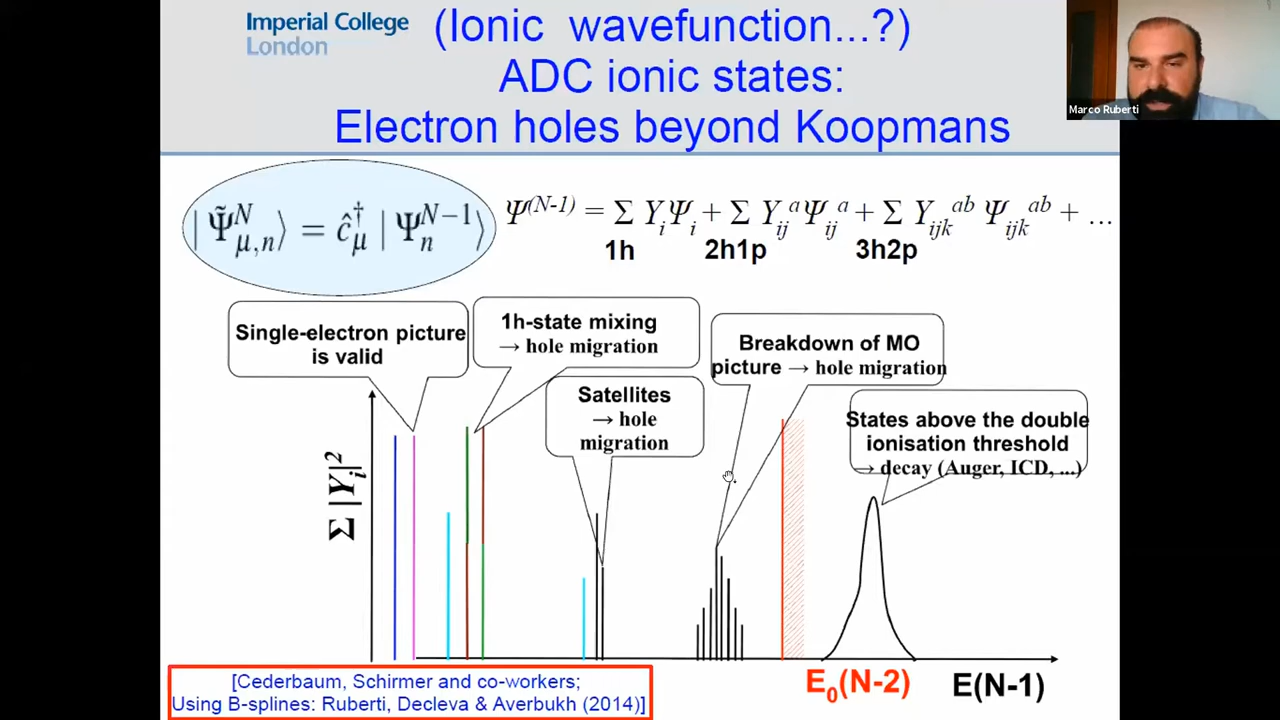 Imperial College
London
(Ionic wavefunction...?)
ADC ionic states:
Electron holes beyond Koopmans
Marco Ruberti
| Ψ̃^N_{μ,n}⟩ = ĉ†_μ | Ψ^{N−1}_n⟩
Ψ^(N-1) = Σ Y_i Ψ_i + Σ Y_ij^a Ψ_ij^a + Σ Y_ijk^ab Ψ_ijk^ab + ...
1h 2h1p 3h2p
Single-electron picture
is valid
1h-state mixing
→ hole migration
Satellites
→ hole
migration
Breakdown of MO
picture → hole migration
States above the double
ionisation threshold
→ decay (Auger, ICD, ...)
Σ |Y_i|²
E₀(N-2) E(N-1)
[Cederbaum, Schirmer and co-workers;
Using B-splines: Ruberti, Decleva & Averbukh (2014)]